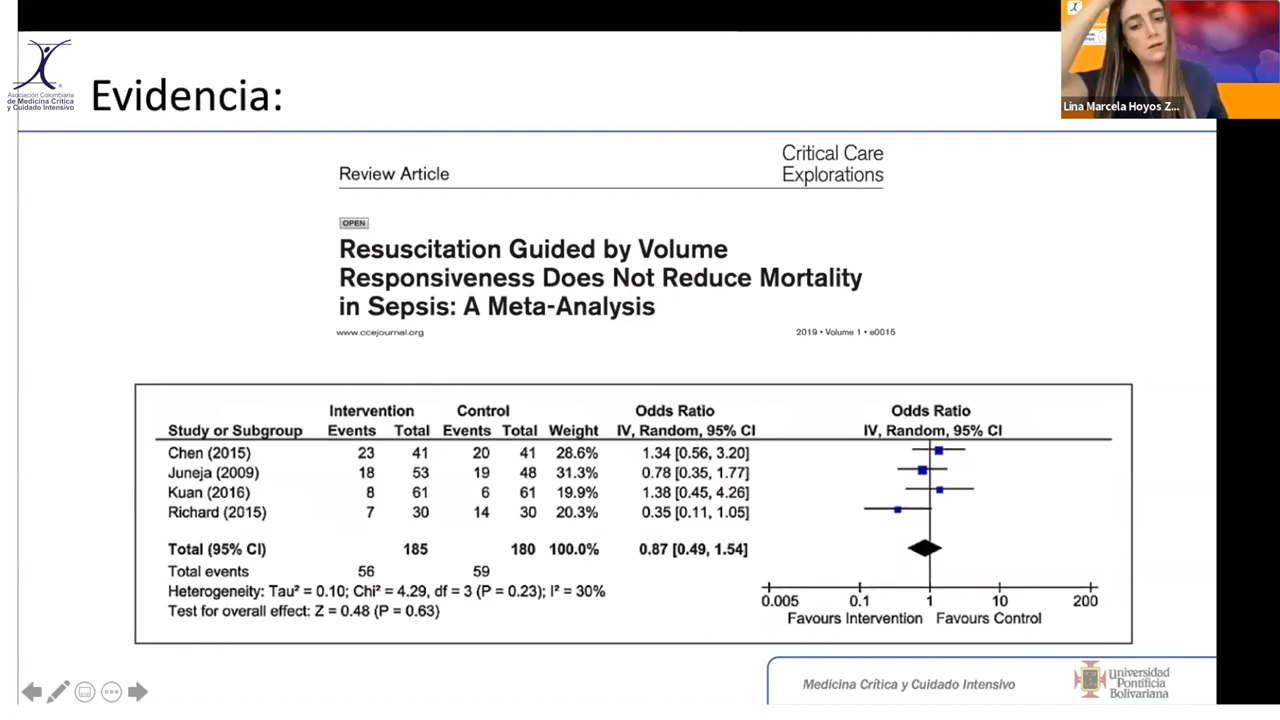 Asociación Colombiana
de Medicina Crítica
y Cuidado Intensivo
Evidencia:
Lina Marcela Hoyos Z...
Review Article
Critical Care
Explorations
OPEN
Resuscitation Guided by Volume
Responsiveness Does Not Reduce Mortality
in Sepsis: A Meta-Analysis
www.ccejournal.org
2019 • Volume 1 • e0015
Intervention Control Odds Ratio Odds Ratio
Study or Subgroup Events Total Events Total Weight IV, Random, 95% CI IV, Random, 95% CI
Chen (2015) 23 41 20 41 28.6% 1.34 [0.56, 3.20]
Juneja (2009) 18 53 19 48 31.3% 0.78 [0.35, 1.77]
Kuan (2016) 8 61 6 61 19.9% 1.38 [0.45, 4.26]
Richard (2015) 7 30 14 30 20.3% 0.35 [0.11, 1.05]
Total (95% CI) 185 180 100.0% 0.87 [0.49, 1.54]
Total events 56 59
Heterogeneity: Tau² = 0.10; Chi² = 4.29, df = 3 (P = 0.23); I² = 30%
Test for overall effect: Z = 0.48 (P = 0.63)
0.005 0.1 1 10 200
Favours Intervention Favours Control
Medicina Crítica y Cuidado Intensivo
Universidad
Pontificia
Bolivariana